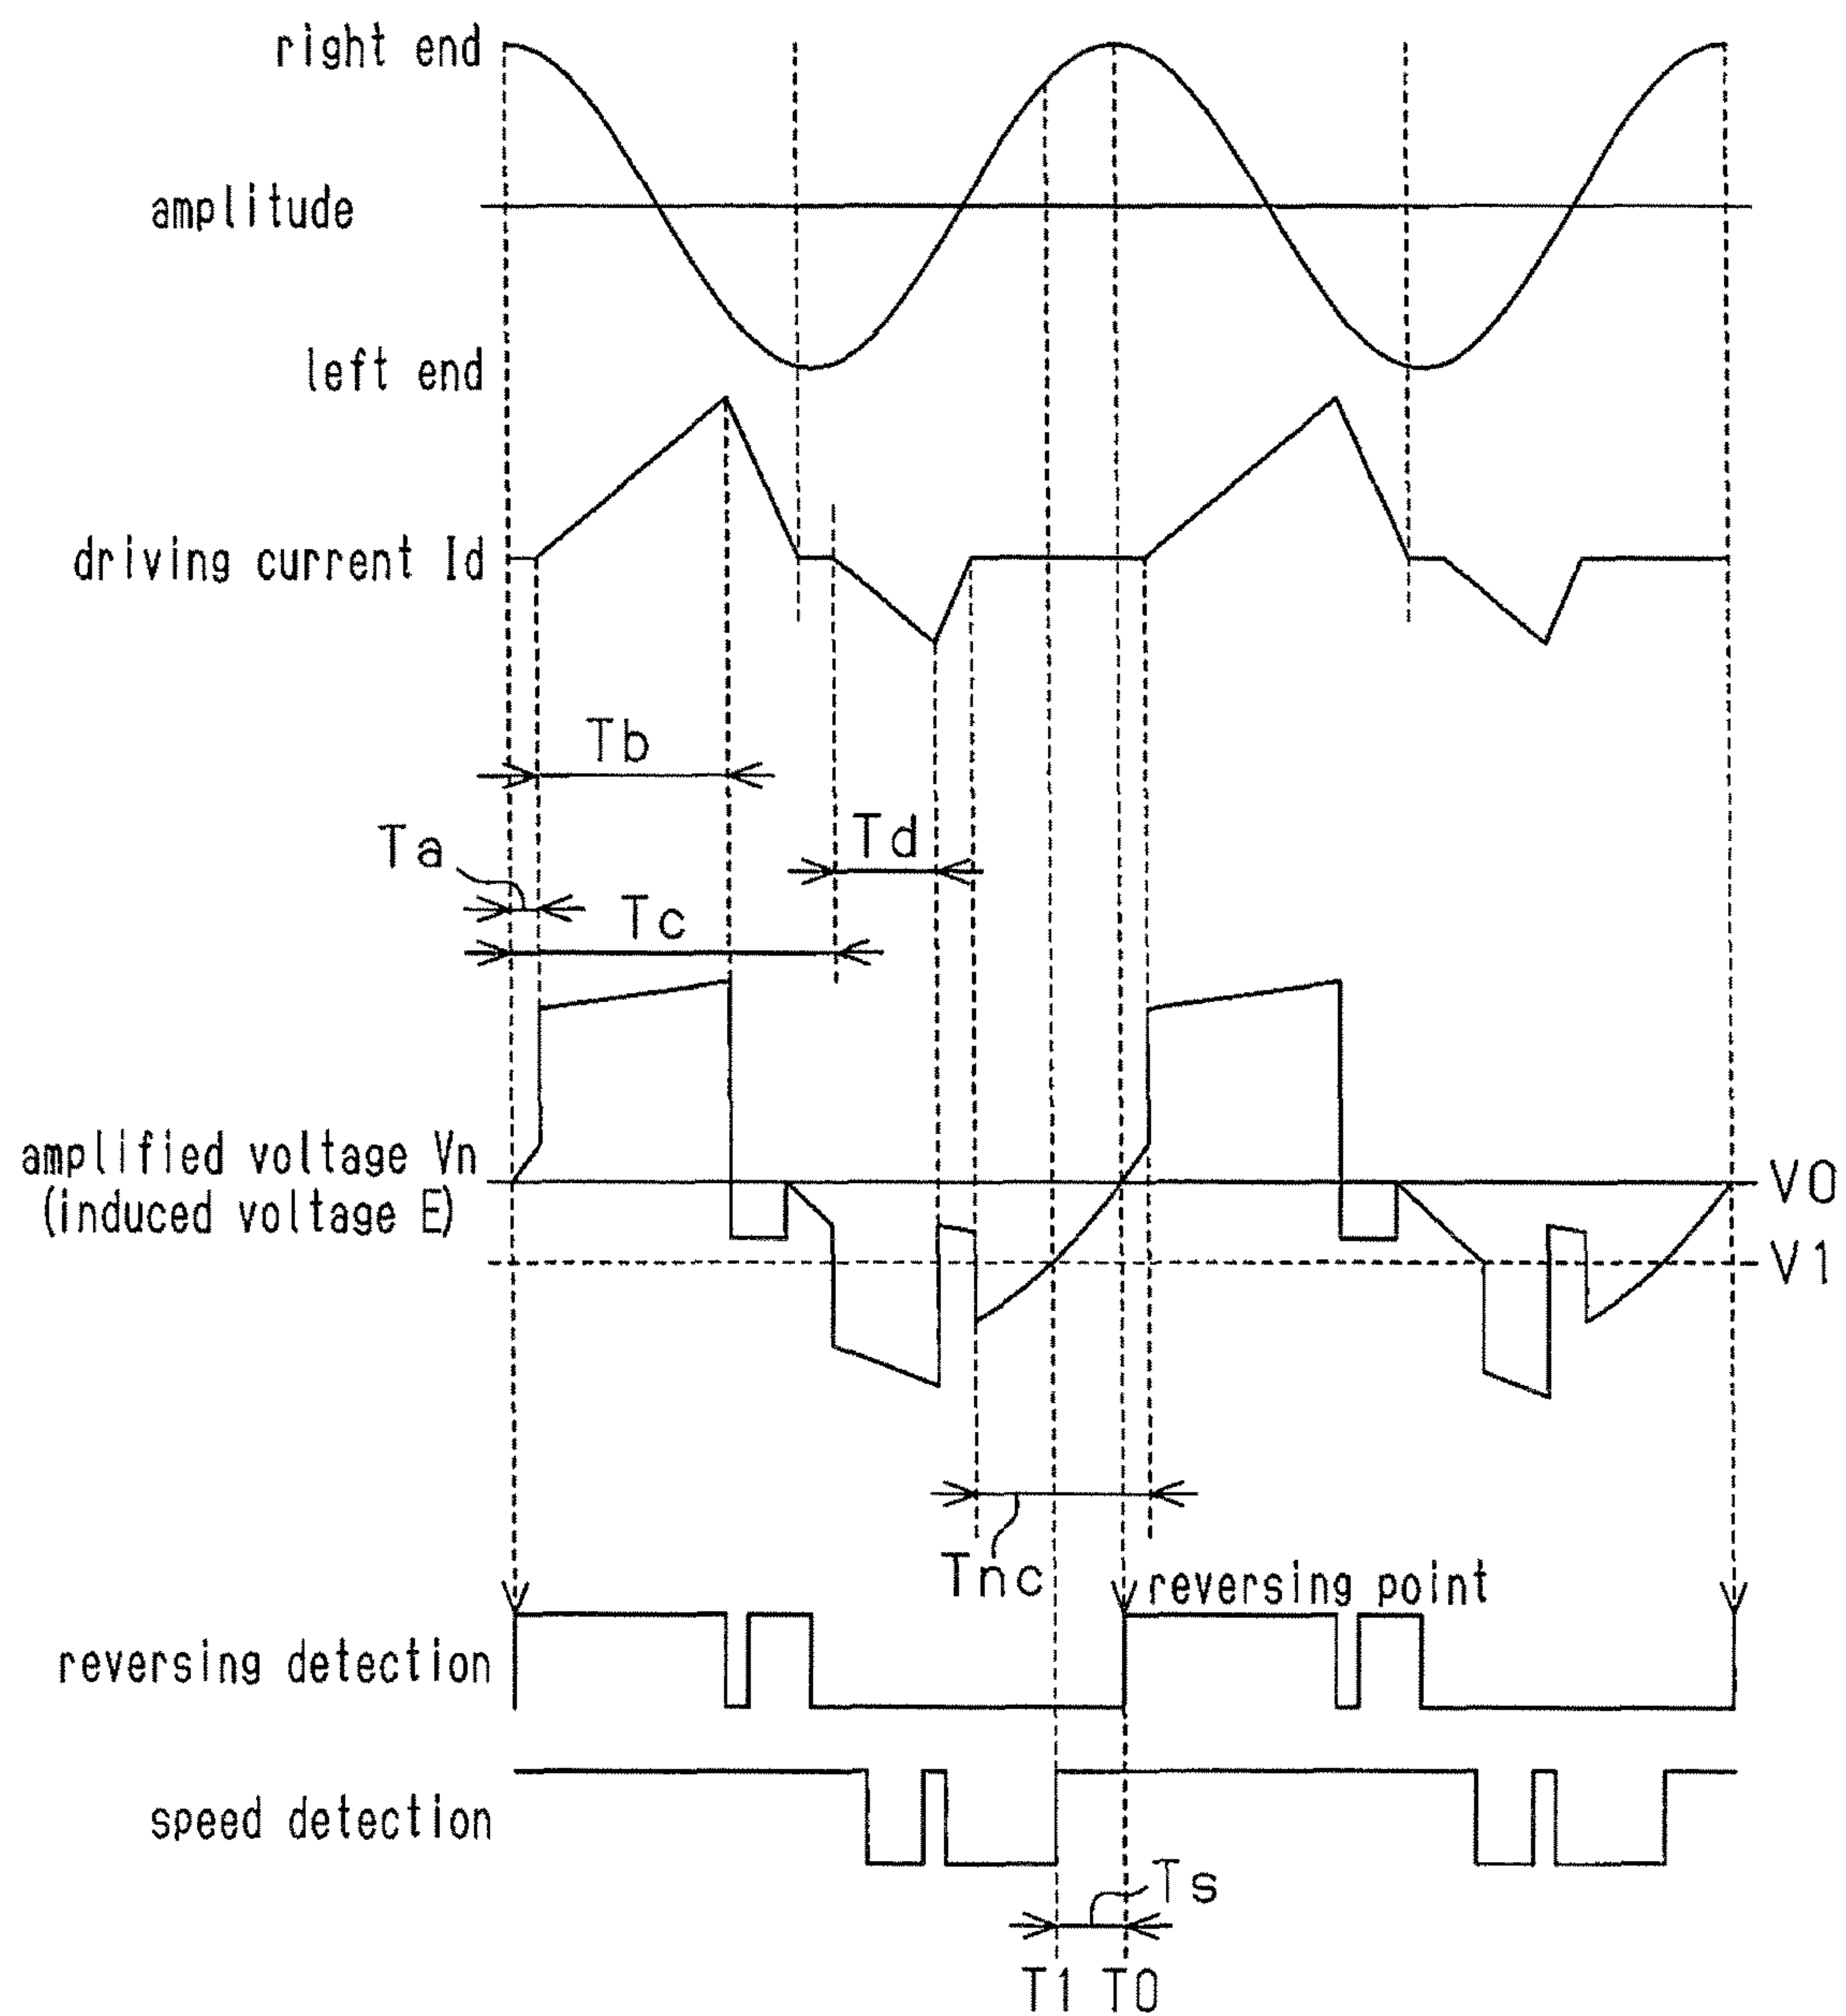 right end
amplitude
left end
driving current Id
Tb
Ta
Td
Tc
amplified voltage Vn
(induced voltage E)
V0
V1
Tnc
reversing point
reversing detection
speed detection
Ts
T1 T0